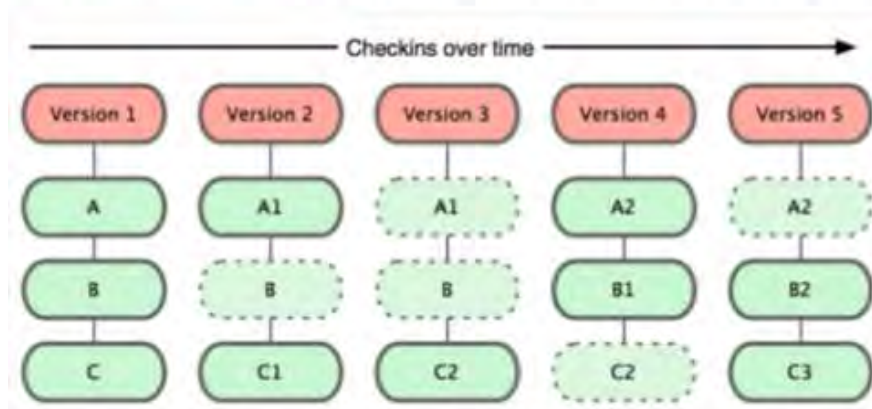 Checkins over time
Version 1 Version 2 Version 3 Version 4 Version 5
A A1 A1 A2 A2
B B B B1 B2
C C1 C2 C2 C3